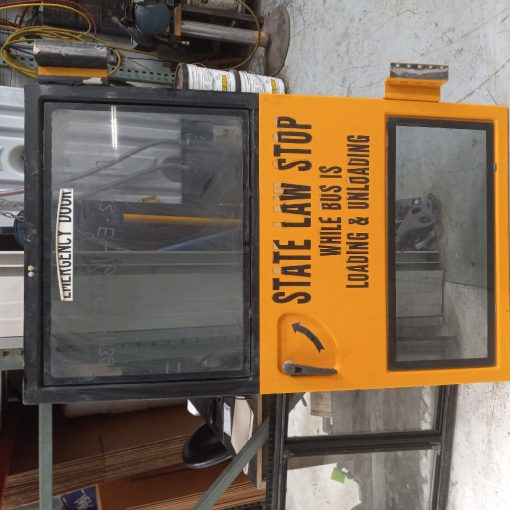 EMERGENCY DOOR
STATE LAW STOP
WHILE BUS IS
LOADING & UNLOADING